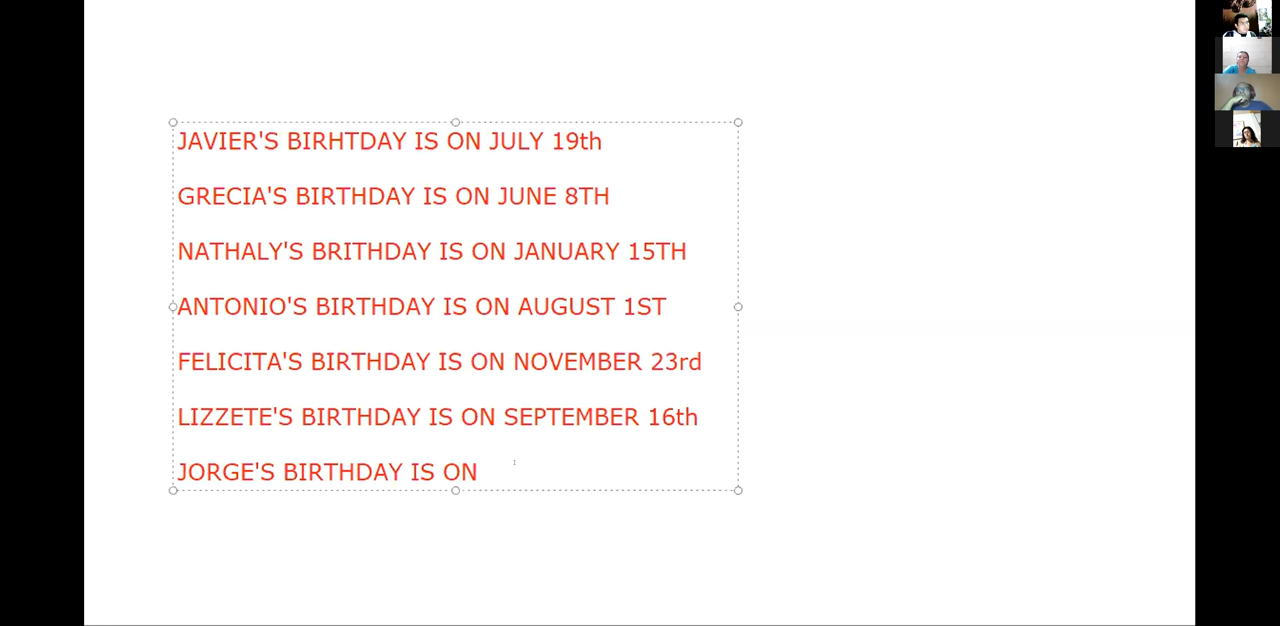 JAVIER'S BIRHTDAY IS ON JULY 19th
GRECIA'S BIRTHDAY IS ON JUNE 8TH
NATHALY'S BRITHDAY IS ON JANUARY 15TH
ANTONIO'S BIRTHDAY IS ON AUGUST 1ST
FELICITA'S BIRTHDAY IS ON NOVEMBER 23rd
LIZZETE'S BIRTHDAY IS ON SEPTEMBER 16th
JORGE'S BIRTHDAY IS ON